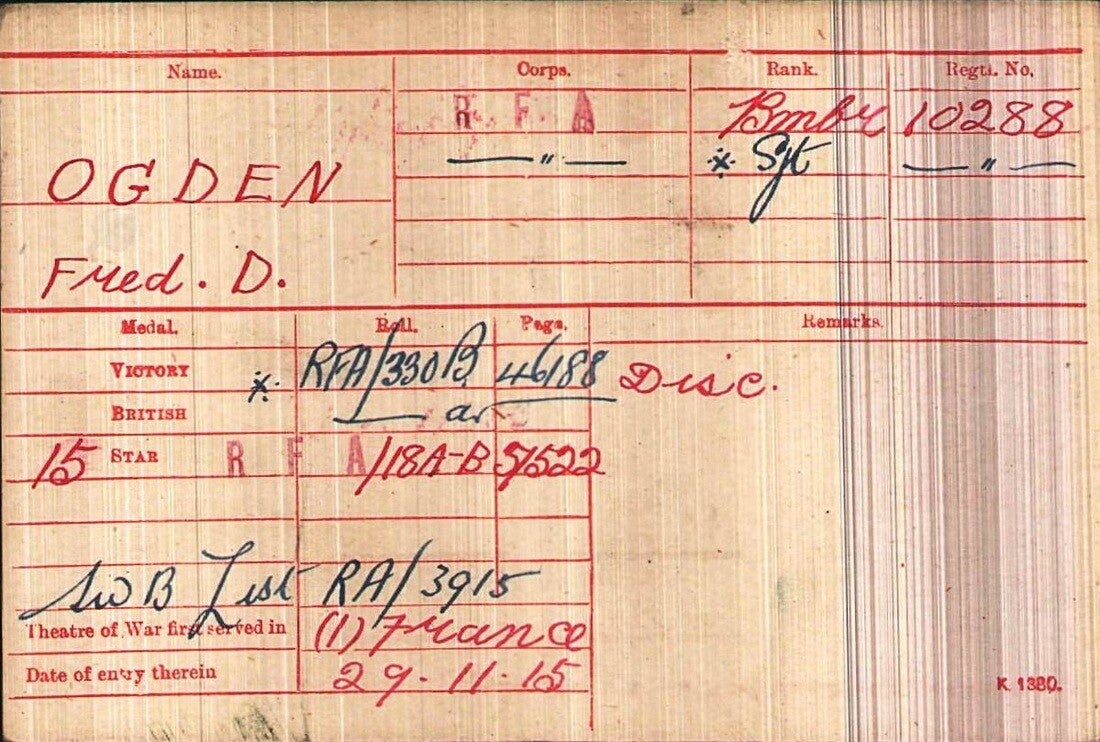 Name. Corps. Rank. Regtl. No.
R. F. A Bmbr 10288
OGDEN — " — * Sjt — " —
Fred. D.
Medal. Roll. Page. Remarks.
VICTORY * RFA/330B 46188 Disc.
BRITISH — do —
15 STAR R F A/18A-B 57522
SWB List RA/3915
Theatre of War first served in (1) France
Date of entry therein 29.11.15
K 1380.